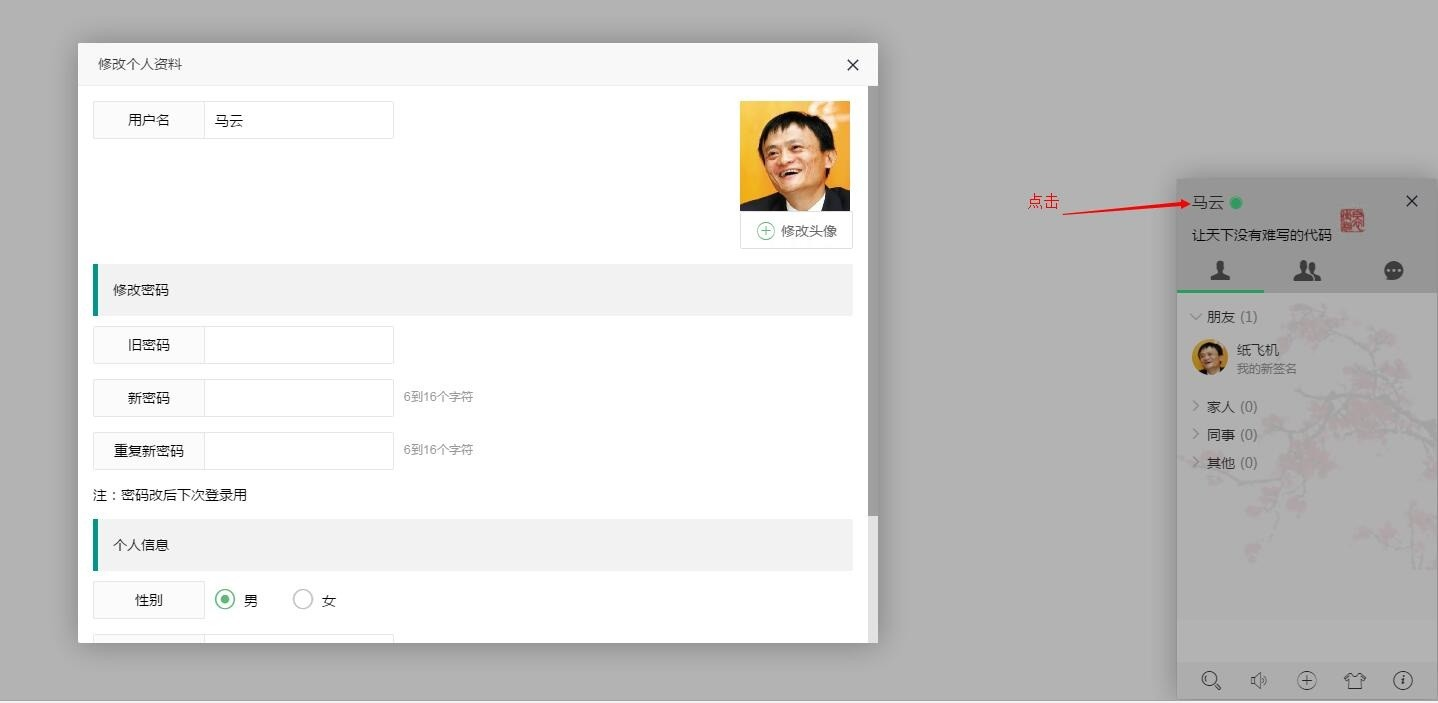 修改个人资料
用户名
马云
修改头像
修改密码
旧密码
新密码
6到16个字符
重复新密码
6到16个字符
注：密码改后下次登录用
个人信息
性别
男
女
点击
马云
让天下没有难写的代码
朋友 (1)
纸飞机
我的新签名
家人 (0)
同事 (0)
其他 (0)